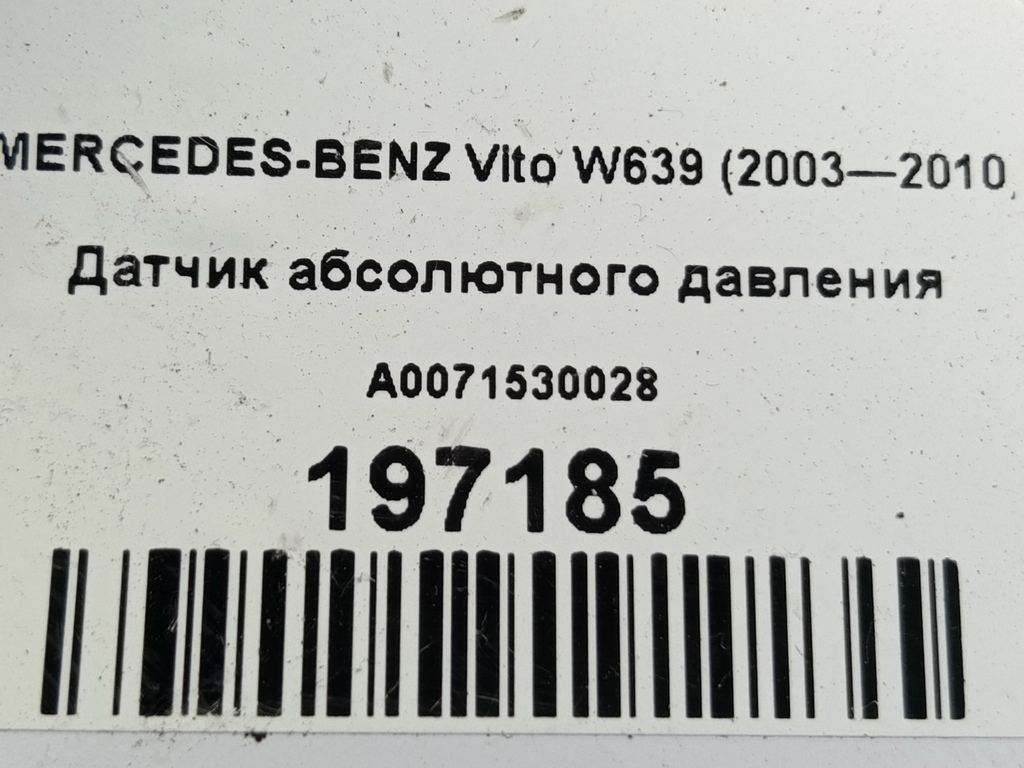 MERCEDES-BENZ Vito W639 (2003—2010
Датчик абсолютного давления
A0071530028
197185